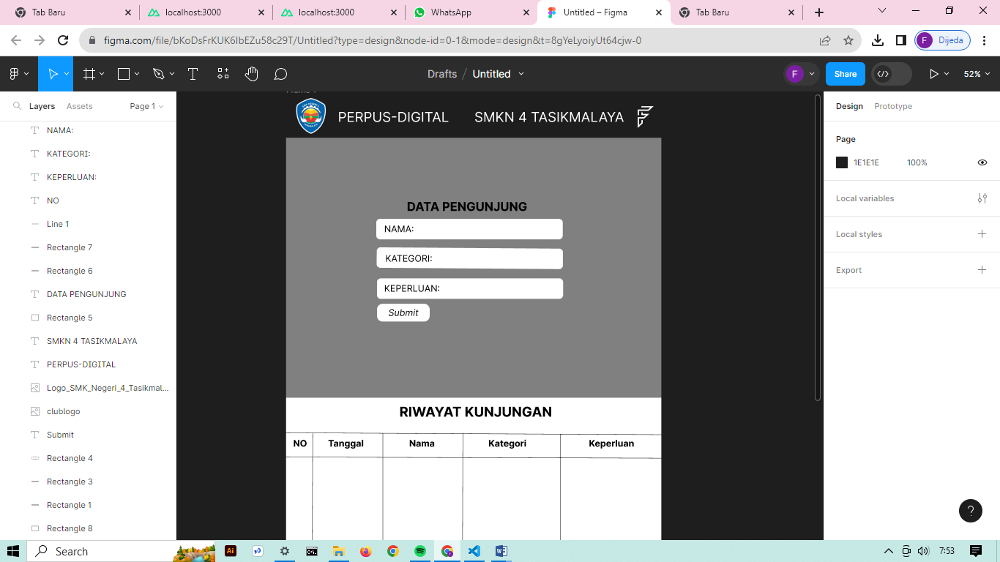 Tab Baru
localhost:3000
localhost:3000
WhatsApp
Untitled – Figma
Tab Baru
figma.com/file/bKoDsFrKUK6IbEZu58c29T/Untitled?type=design&node-id=0-1&mode=design&t=8gYeLyoiyUt64cjw-0
F Dijeda
Drafts / Untitled
F
Share
52%
Layers
Assets
Page 1
NAMA:
KATEGORI:
KEPERLUAN:
NO
Line 1
Rectangle 7
Rectangle 6
DATA PENGUNJUNG
Rectangle 5
SMKN 4 TASIKMALAYA
PERPUS-DIGITAL
Logo_SMK_Negeri_4_Tasikmal...
clublogo
Submit
Rectangle 4
Rectangle 3
Rectangle 1
Rectangle 8
PERPUS-DIGITAL
SMKN 4 TASIKMALAYA
DATA PENGUNJUNG
NAMA:
KATEGORI:
KEPERLUAN:
Submit
RIWAYAT KUNJUNGAN
NO Tanggal Nama Kategori Keperluan
Design
Prototype
Page
1E1E1E 100%
Local variables
Local styles
Export
?
Search
Ai
7:53